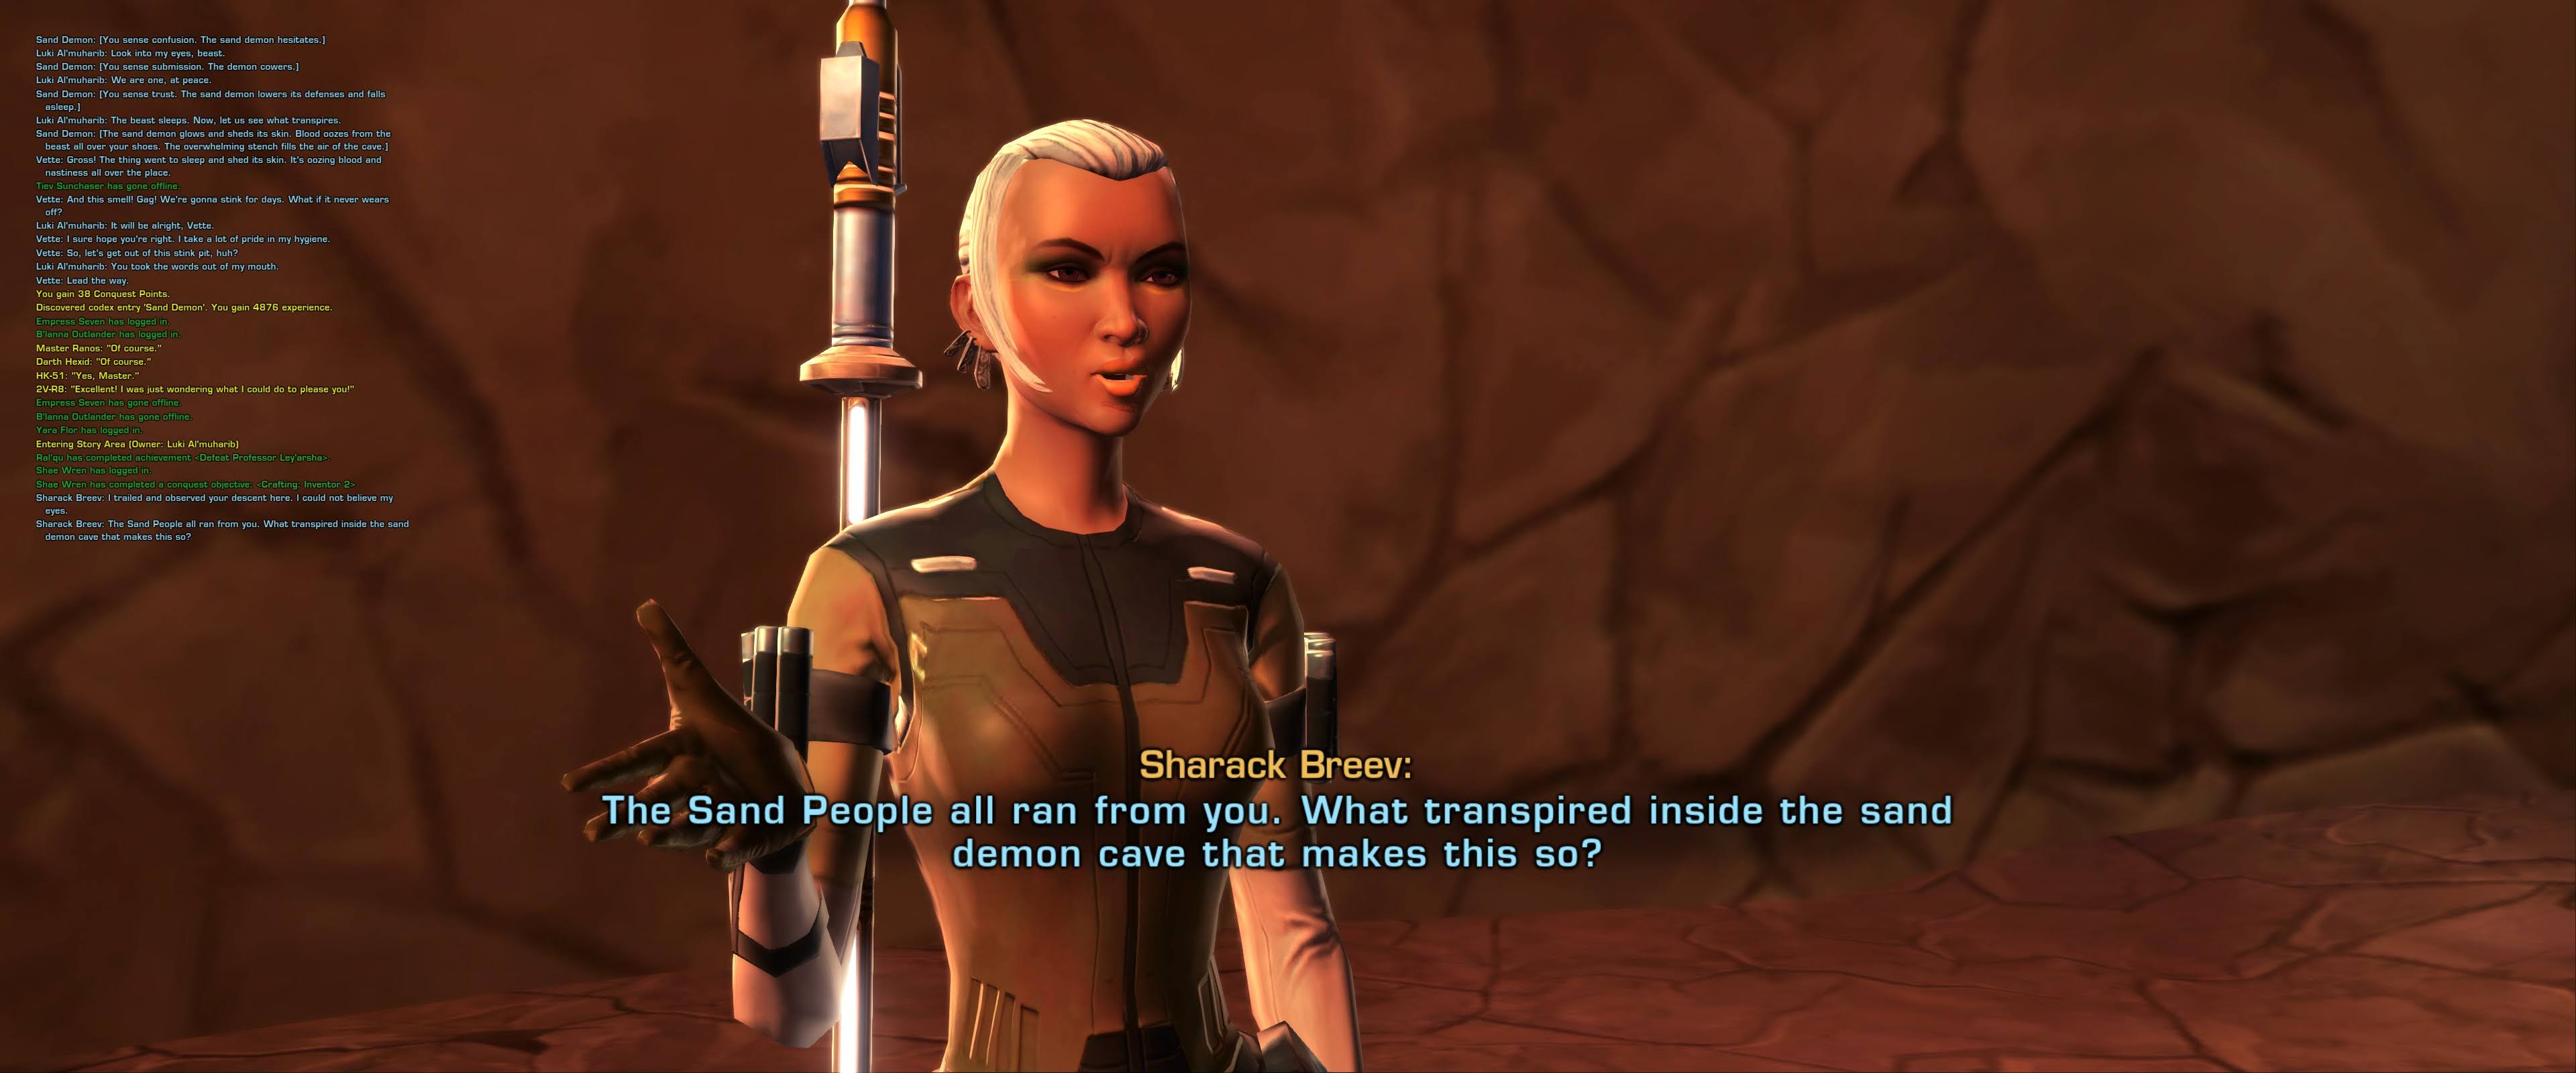 Sand Demon: [You sense confusion. The sand demon hesitates.]
Luki Al'muharib: Look into my eyes, beast.
Sand Demon: [You sense submission. The demon cowers.]
Luki Al'muharib: We are one, at peace.
Sand Demon: [You sense trust. The sand demon lowers its defenses and falls
asleep.]
Luki Al'muharib: The beast sleeps. Now, let us see what transpires.
Sand Demon: [The sand demon glows and sheds its skin. Blood oozes from the
beast all over your shoes. The overwhelming stench fills the air of the cave.]
Vette: Gross! The thing went to sleep and shed its skin. It's oozing blood and
nastiness all over the place.
Tiev Sunchaser has gone offline.
Vette: And this smell! Gag! We're gonna stink for days. What if it never wears
off?
Luki Al'muharib: It will be alright, Vette.
Vette: I sure hope you're right. I take a lot of pride in my hygiene.
Vette: So, let's get out of this stink pit, huh?
Luki Al'muharib: You took the words out of my mouth.
Vette: Lead the way.
You gain 38 Conquest Points.
Discovered codex entry 'Sand Demon'. You gain 4876 experience.
Empress Seven has logged in.
B'lanna Outlander has logged in.
Master Ranos: "Of course."
Darth Hexid: "Of course."
HK-51: "Yes, Master."
2V-R8: "Excellent! I was just wondering what I could do to please you!"
Empress Seven has gone offline.
B'lanna Outlander has gone offline.
Yara Flor has logged in.
Entering Story Area (Owner: Luki Al'muharib)
Ral'qu has completed achievement <Defeat Professor Ley'arsha>.
Shae Wren has logged in.
Shae Wren has completed a conquest objective: <Crafting: Inventor 2>
Sharack Breev: I trailed and observed your descent here. I could not believe my
eyes.
Sharack Breev: The Sand People all ran from you. What transpired inside the sand
demon cave that makes this so?
Sharack Breev:
The Sand People all ran from you. What transpired inside the sand
demon cave that makes this so?